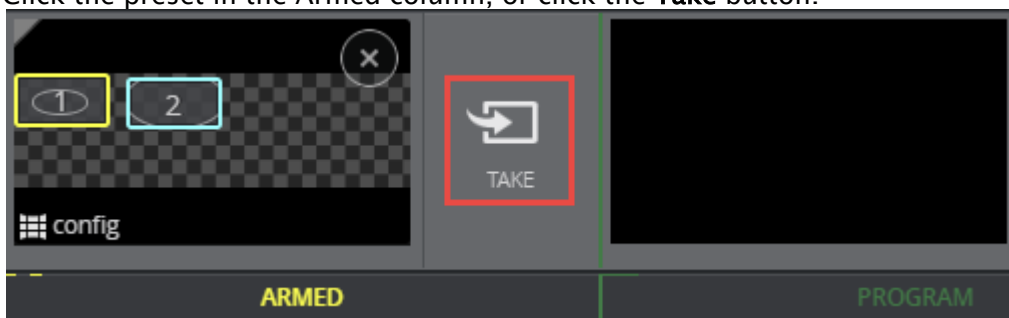 Click the preset in the Armed column, or click the Take button.
1
2
TAKE
config
ARMED
PROGRAM